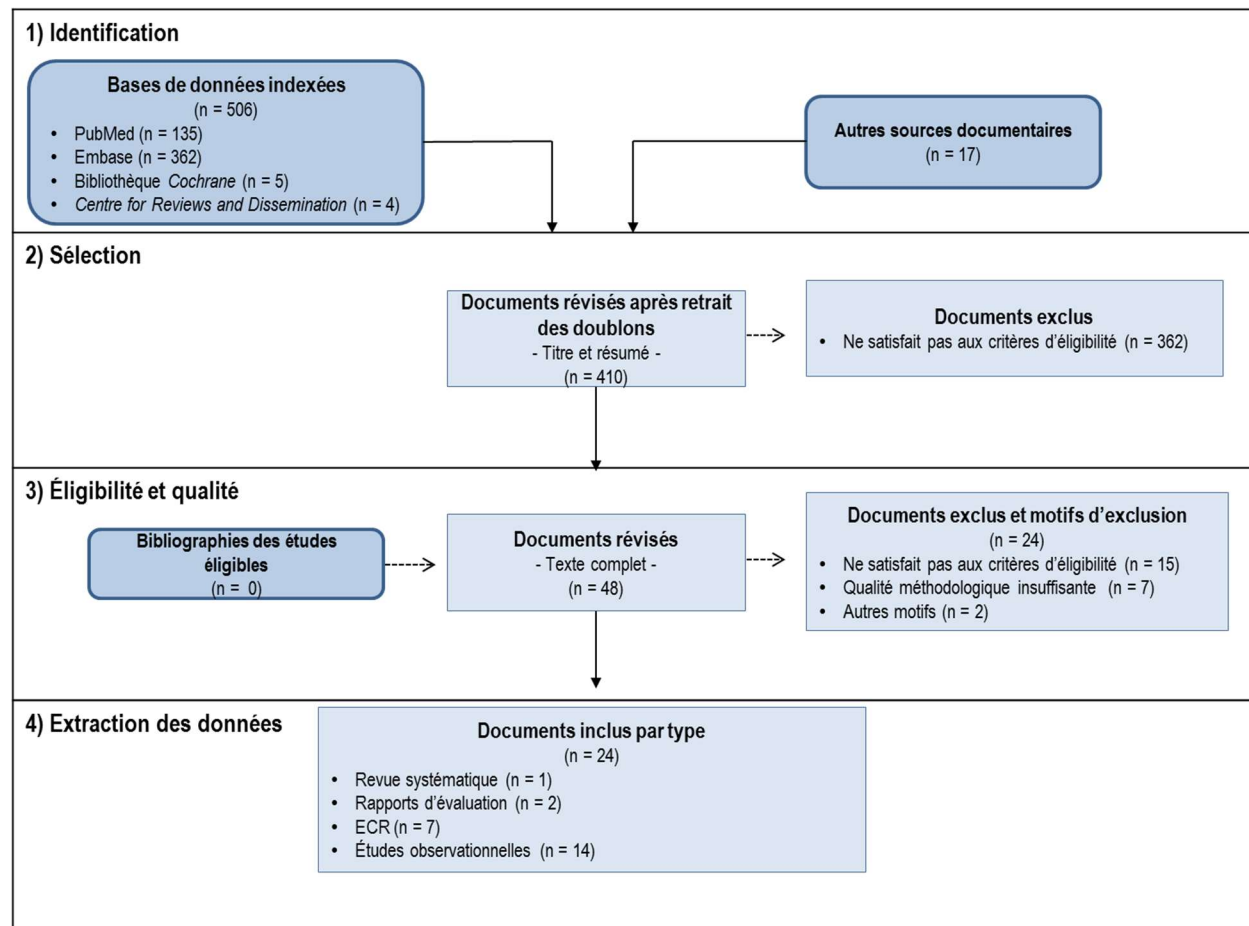 1) Identification
Bases de données indexées
(n = 506)
• PubMed (n = 135)
• Embase (n = 362)
• Bibliothèque Cochrane (n = 5)
• Centre for Reviews and Dissemination (n = 4)
Autres sources documentaires
(n = 17)
2) Sélection
Documents révisés après retrait
des doublons
- Titre et résumé -
(n = 410)
Documents exclus
• Ne satisfait pas aux critères d'éligibilité (n = 362)
3) Éligibilité et qualité
Bibliographies des études
éligibles
(n = 0)
Documents révisés
- Texte complet -
(n = 48)
Documents exclus et motifs d'exclusion
(n = 24)
• Ne satisfait pas aux critères d'éligibilité (n = 15)
• Qualité méthodologique insuffisante (n = 7)
• Autres motifs (n = 2)
4) Extraction des données
Documents inclus par type
(n = 24)
• Revue systématique (n = 1)
• Rapports d'évaluation (n = 2)
• ECR (n = 7)
• Études observationnelles (n = 14)